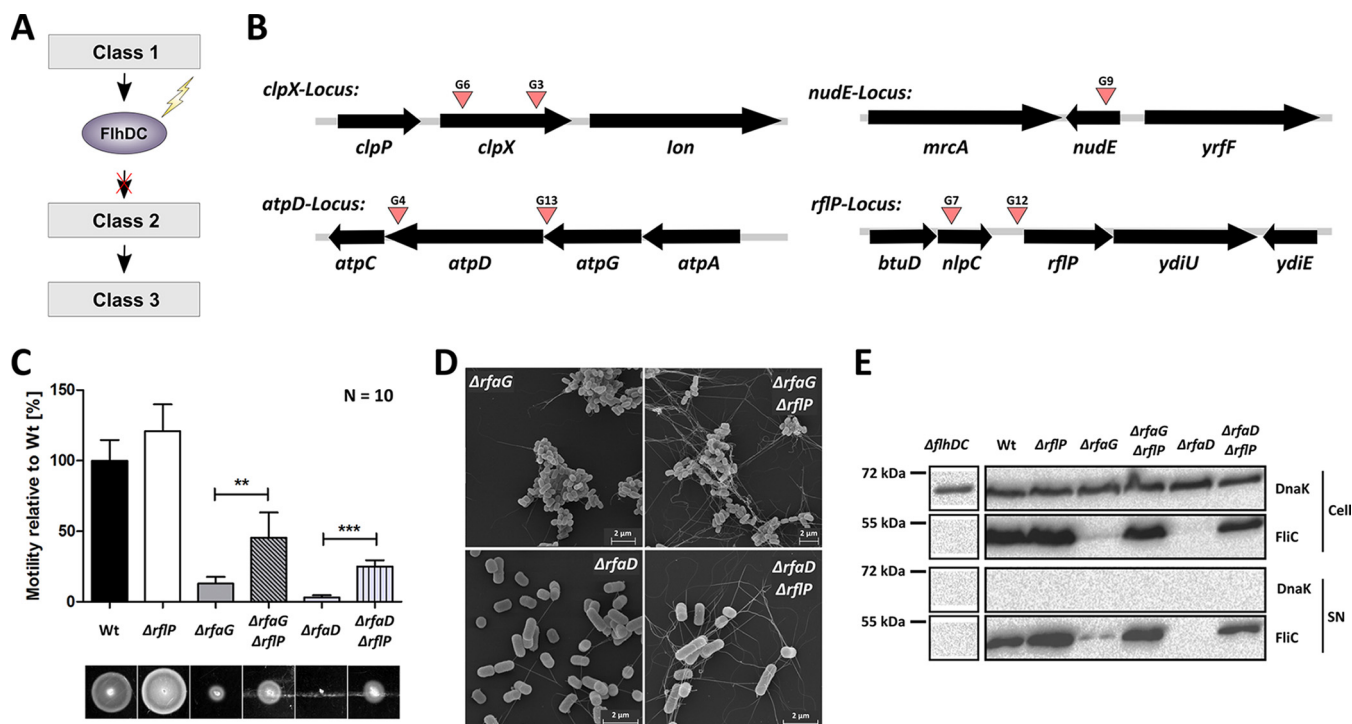 A
Class 1
FlhDC
Class 2
Class 3
B
clpX-Locus:
G6 G3
clpP clpX lon
nudE-Locus:
G9
mrcA nudE yrfF
atpD-Locus:
G4 G13
atpC atpD atpG atpA
rflP-Locus:
G7 G12
btuD nlpC rflP ydiU ydiE
C
Motility relative to Wt [%]
150
100
50
0
N = 10
**
***
Wt ΔrflP ΔrfaG ΔrfaG ΔrfaD ΔrfaD
ΔrflP ΔrflP
D
ΔrfaG
2 µm
ΔrfaG
ΔrflP
2 µm
ΔrfaD
2 µm
ΔrfaD
ΔrflP
2 µm
E
ΔflhDC Wt ΔrflP ΔrfaG ΔrfaG ΔrfaD ΔrfaD
ΔrflP ΔrflP
72 kDa
DnaK
55 kDa
FliC
Cell
72 kDa
DnaK
55 kDa
FliC
SN